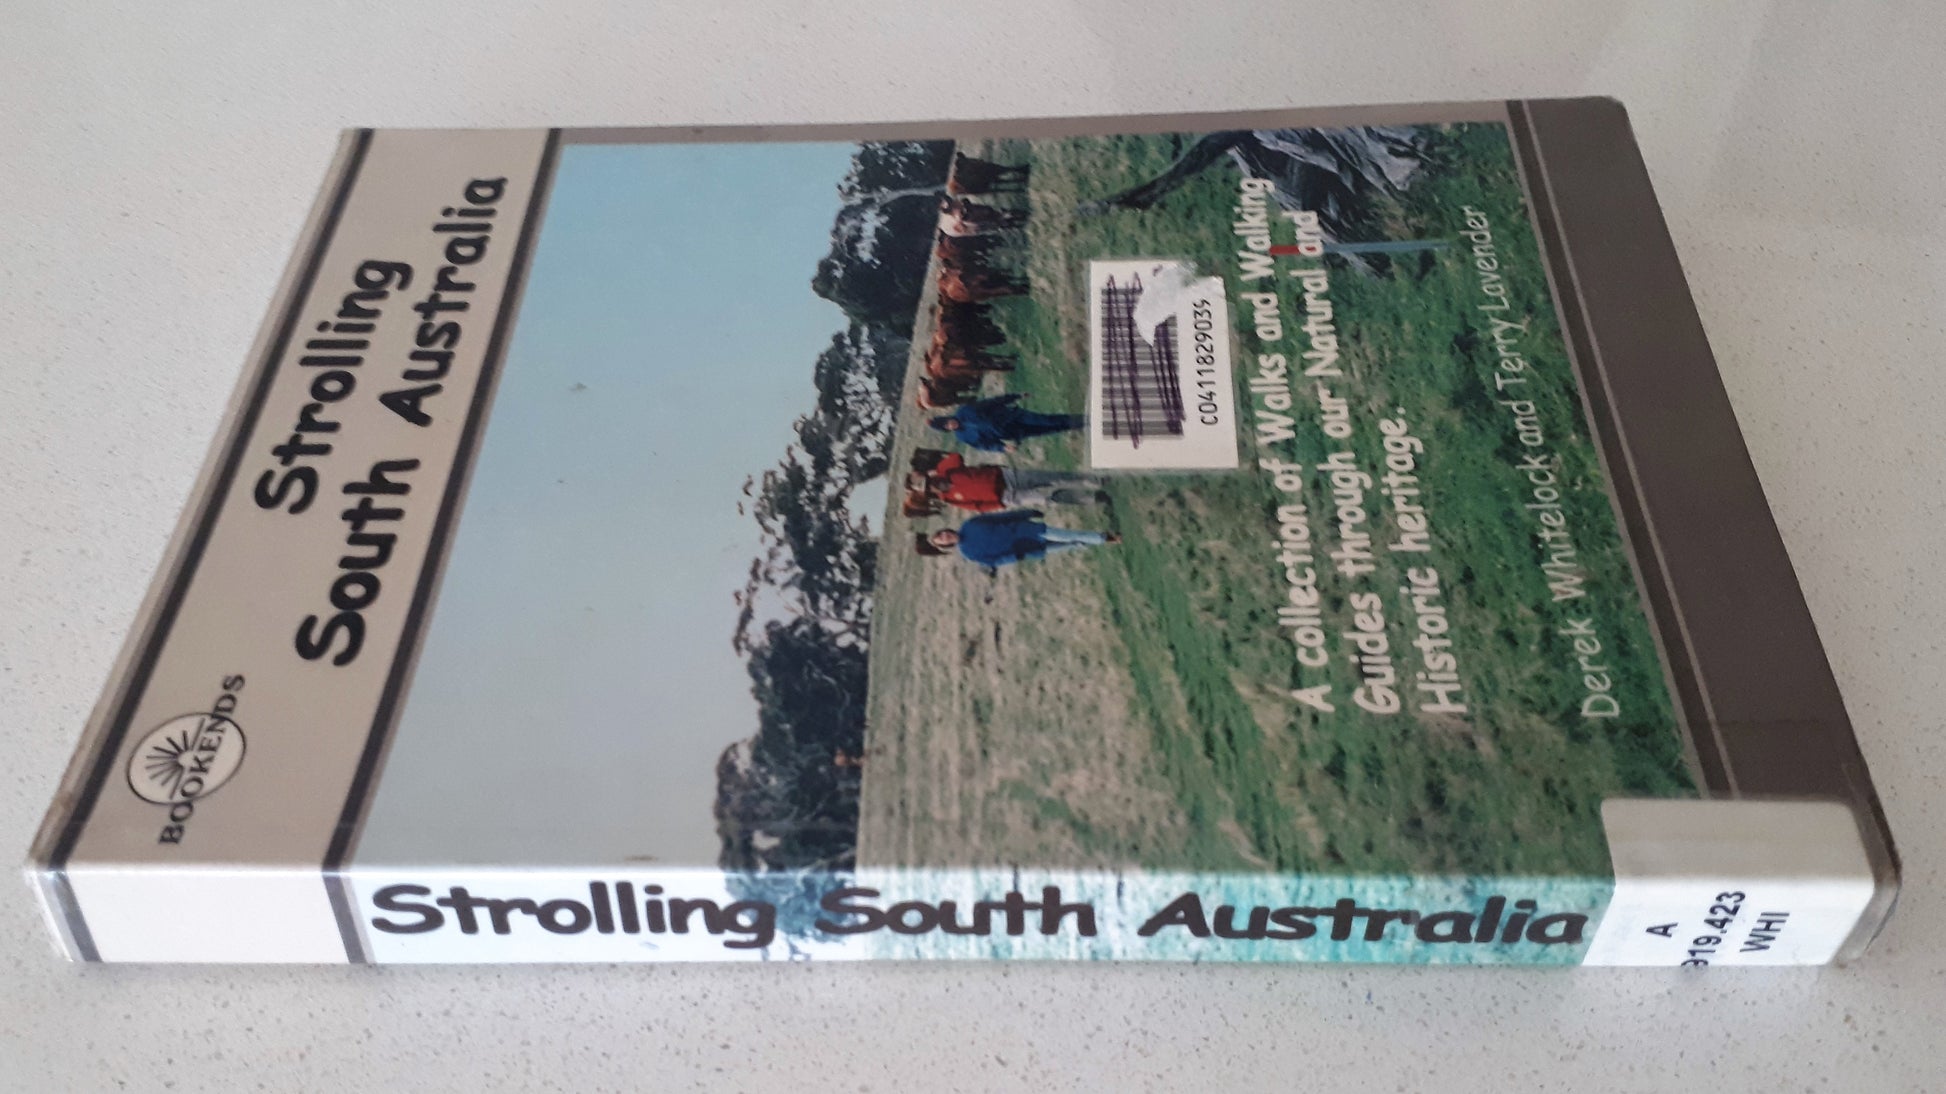 BOOKENDS
Strolling
South Australia
C0411829034
A collection of Walks and Walking
Guides through our Natural and
Historic heritage.
Derek Whitelock and Terry Lavender
Strolling South Australia
A
919.423
WHI